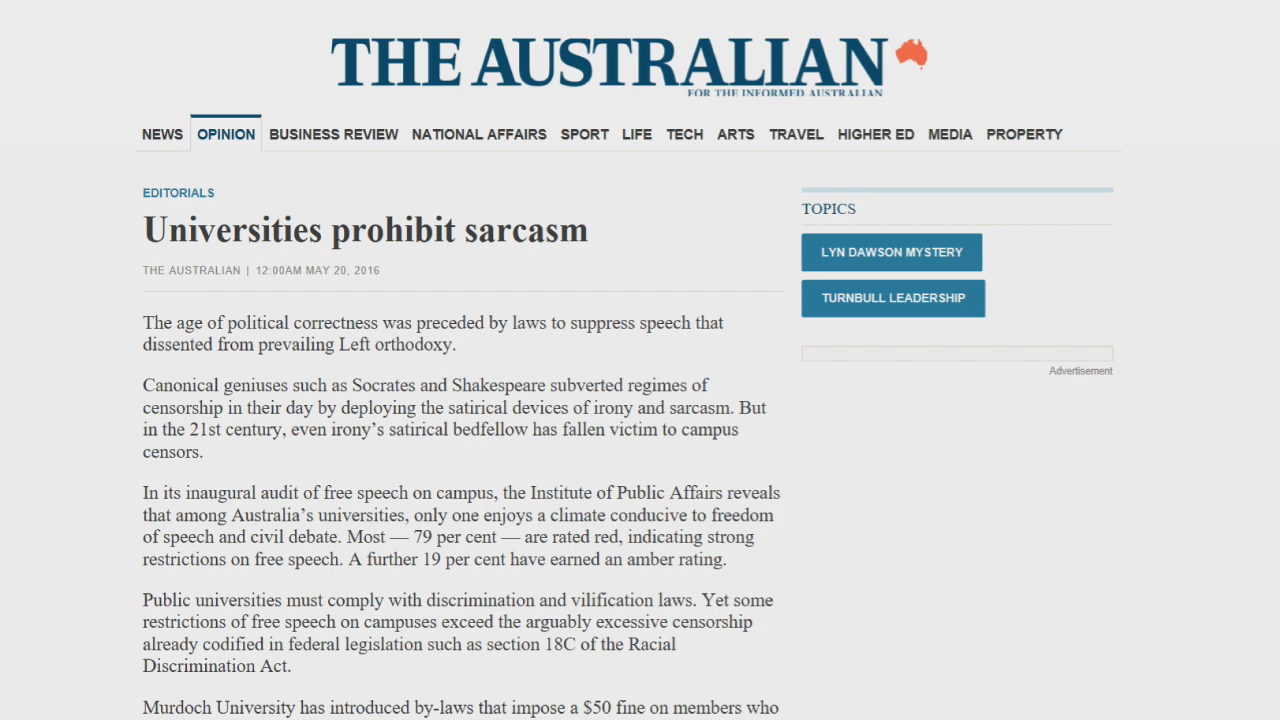 THE AUSTRALIAN
FOR THE INFORMED AUSTRALIAN
NEWS OPINION BUSINESS REVIEW NATIONAL AFFAIRS SPORT LIFE TECH ARTS TRAVEL HIGHER ED MEDIA PROPERTY
EDITORIALS
Universities prohibit sarcasm
THE AUSTRALIAN | 12:00AM MAY 20, 2016
The age of political correctness was preceded by laws to suppress speech that
dissented from prevailing Left orthodoxy.
Canonical geniuses such as Socrates and Shakespeare subverted regimes of
censorship in their day by deploying the satirical devices of irony and sarcasm. But
in the 21st century, even irony’s satirical bedfellow has fallen victim to campus
censors.
In its inaugural audit of free speech on campus, the Institute of Public Affairs reveals
that among Australia’s universities, only one enjoys a climate conducive to freedom
of speech and civil debate. Most — 79 per cent — are rated red, indicating strong
restrictions on free speech. A further 19 per cent have earned an amber rating.
Public universities must comply with discrimination and vilification laws. Yet some
restrictions of free speech on campuses exceed the arguably excessive censorship
already codified in federal legislation such as section 18C of the Racial
Discrimination Act.
Murdoch University has introduced by-laws that impose a $50 fine on members who
TOPICS
LYN DAWSON MYSTERY
TURNBULL LEADERSHIP
Advertisement